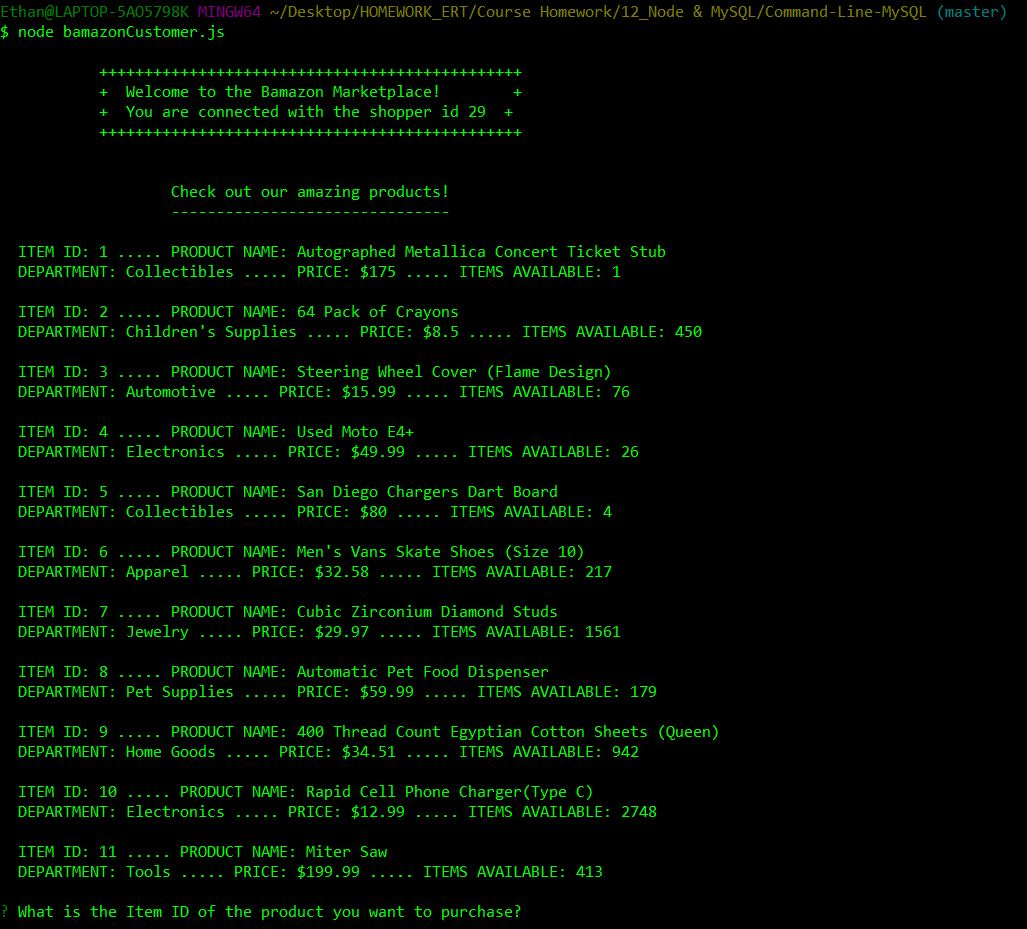 Ethan@LAPTOP-5AO5798K MINGW64 ~/Desktop/HOMEWORK_ERT/Course Homework/12_Node & MySQL/Command-Line-MySQL (master)
$ node bamazonCustomer.js
+++++++++++++++++++++++++++++++++++++++++++++++
+  Welcome to the Bamazon Marketplace!        +
+  You are connected with the shopper id 29  +
+++++++++++++++++++++++++++++++++++++++++++++++
Check out our amazing products!
-------------------------------
ITEM ID: 1 ..... PRODUCT NAME: Autographed Metallica Concert Ticket Stub
DEPARTMENT: Collectibles ..... PRICE: $175 ..... ITEMS AVAILABLE: 1
ITEM ID: 2 ..... PRODUCT NAME: 64 Pack of Crayons
DEPARTMENT: Children's Supplies ..... PRICE: $8.5 ..... ITEMS AVAILABLE: 450
ITEM ID: 3 ..... PRODUCT NAME: Steering Wheel Cover (Flame Design)
DEPARTMENT: Automotive ..... PRICE: $15.99 ..... ITEMS AVAILABLE: 76
ITEM ID: 4 ..... PRODUCT NAME: Used Moto E4+
DEPARTMENT: Electronics ..... PRICE: $49.99 ..... ITEMS AVAILABLE: 26
ITEM ID: 5 ..... PRODUCT NAME: San Diego Chargers Dart Board
DEPARTMENT: Collectibles ..... PRICE: $80 ..... ITEMS AVAILABLE: 4
ITEM ID: 6 ..... PRODUCT NAME: Men's Vans Skate Shoes (Size 10)
DEPARTMENT: Apparel ..... PRICE: $32.58 ..... ITEMS AVAILABLE: 217
ITEM ID: 7 ..... PRODUCT NAME: Cubic Zirconium Diamond Studs
DEPARTMENT: Jewelry ..... PRICE: $29.97 ..... ITEMS AVAILABLE: 1561
ITEM ID: 8 ..... PRODUCT NAME: Automatic Pet Food Dispenser
DEPARTMENT: Pet Supplies ..... PRICE: $59.99 ..... ITEMS AVAILABLE: 179
ITEM ID: 9 ..... PRODUCT NAME: 400 Thread Count Egyptian Cotton Sheets (Queen)
DEPARTMENT: Home Goods ..... PRICE: $34.51 ..... ITEMS AVAILABLE: 942
ITEM ID: 10 ..... PRODUCT NAME: Rapid Cell Phone Charger(Type C)
DEPARTMENT: Electronics ..... PRICE: $12.99 ..... ITEMS AVAILABLE: 2748
ITEM ID: 11 ..... PRODUCT NAME: Miter Saw
DEPARTMENT: Tools ..... PRICE: $199.99 ..... ITEMS AVAILABLE: 413
? What is the Item ID of the product you want to purchase?